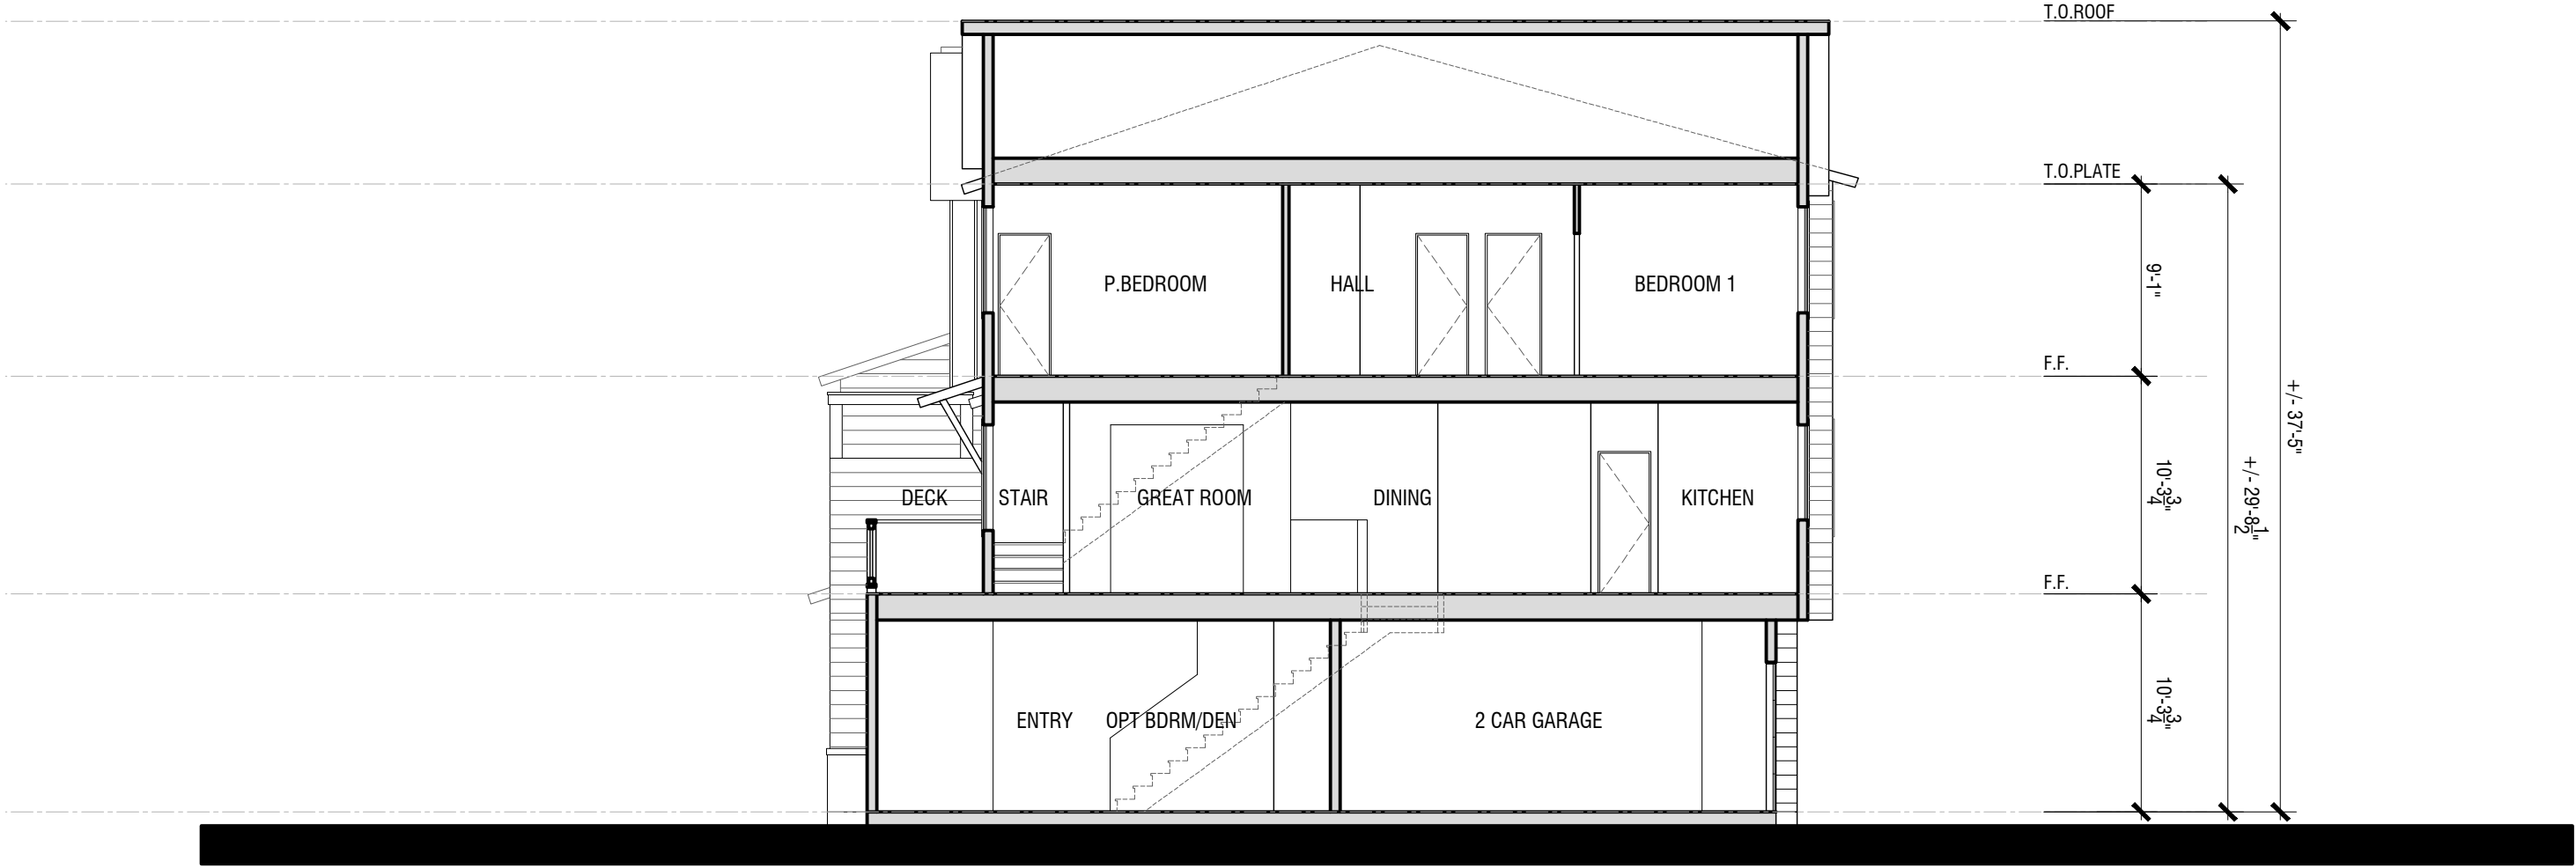 T.O.ROOF
T.O.PLATE
P.BEDROOM HALL BEDROOM 1
9'-1"
F.F.
+/- 37'-5"
DECK STAIR GREAT ROOM DINING KITCHEN
10'-3 3/4"
+/- 29'-8 1/2"
F.F.
ENTRY OPT BDRM/DEN 2 CAR GARAGE
10'-3 3/4"